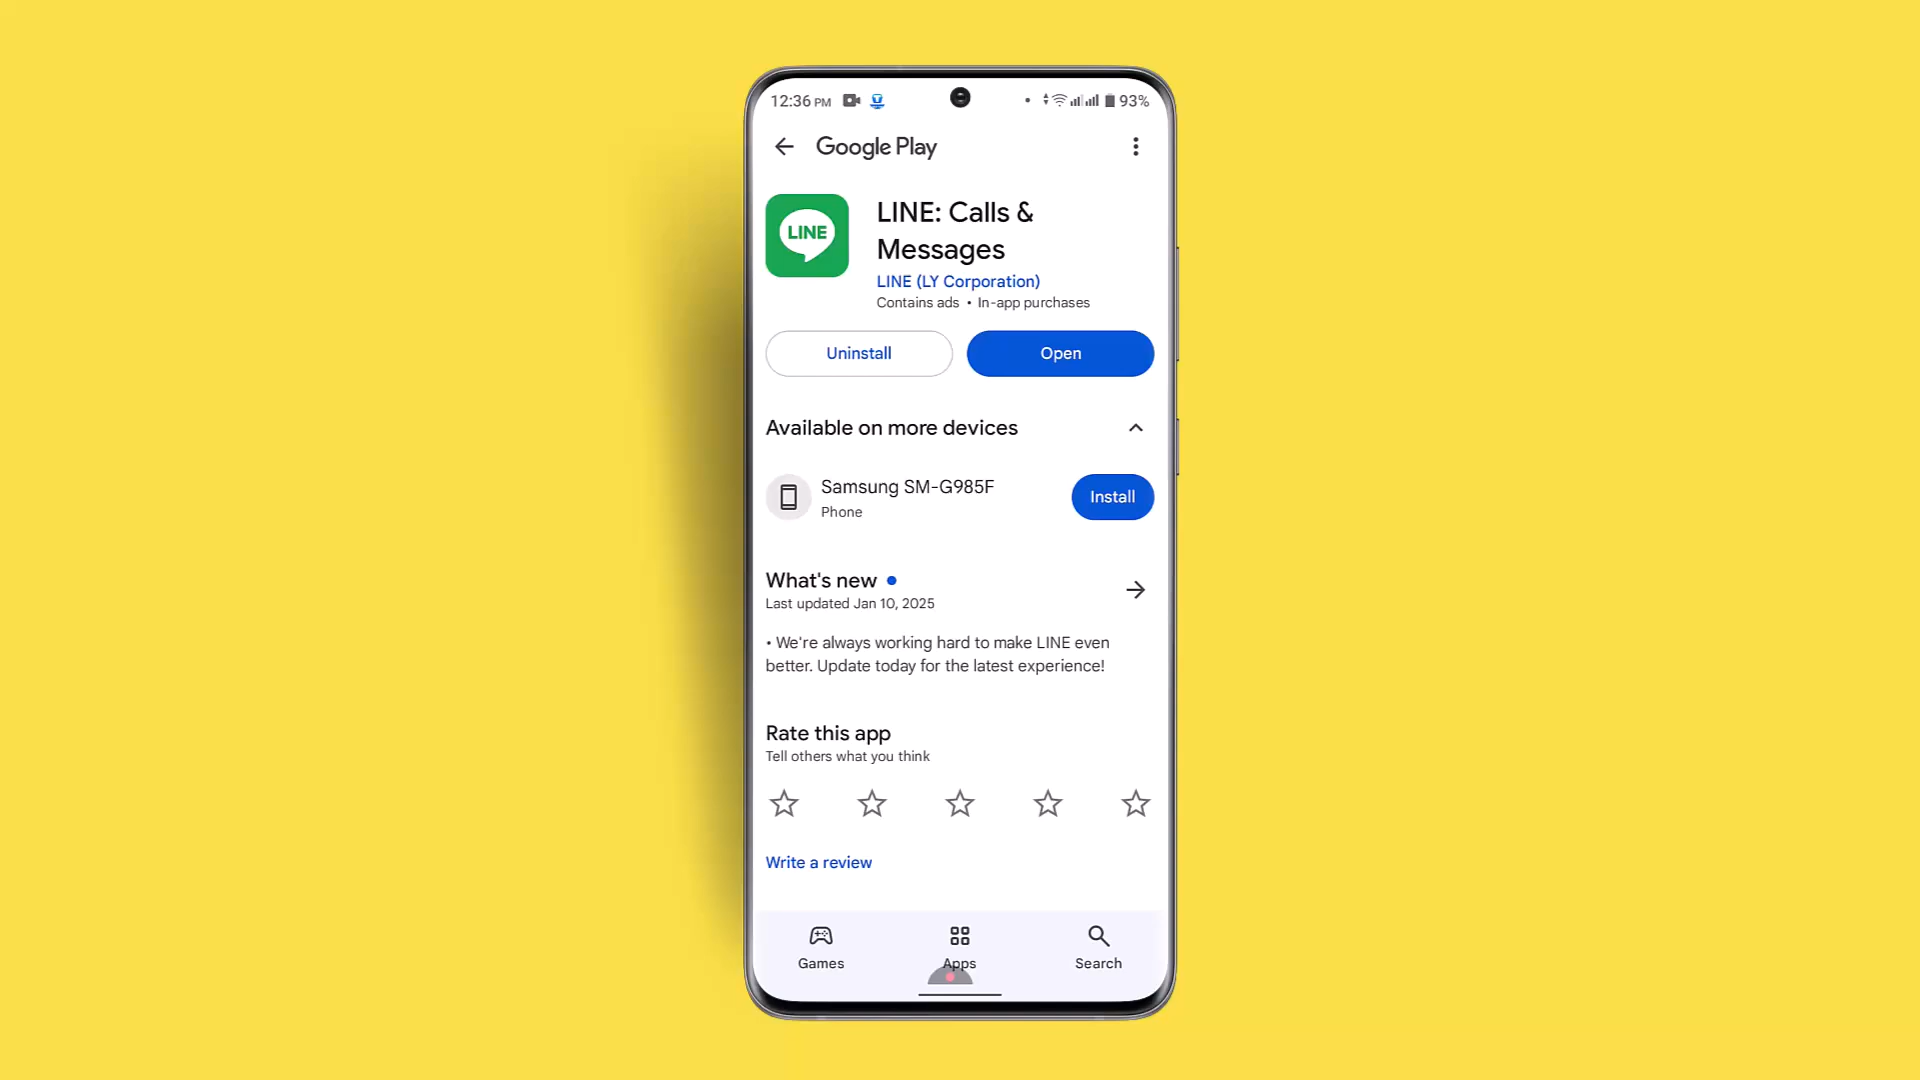 12:36 PM 93%
Google Play
LINE
LINE: Calls &
Messages
LINE (LY Corporation)
Contains ads • In-app purchases
Uninstall
Open
Available on more devices
Samsung SM-G985F
Phone
Install
What's new
Last updated Jan 10, 2025
• We're always working hard to make LINE even
better. Update today for the latest experience!
Rate this app
Tell others what you think
Write a review
Games
Apps
Search